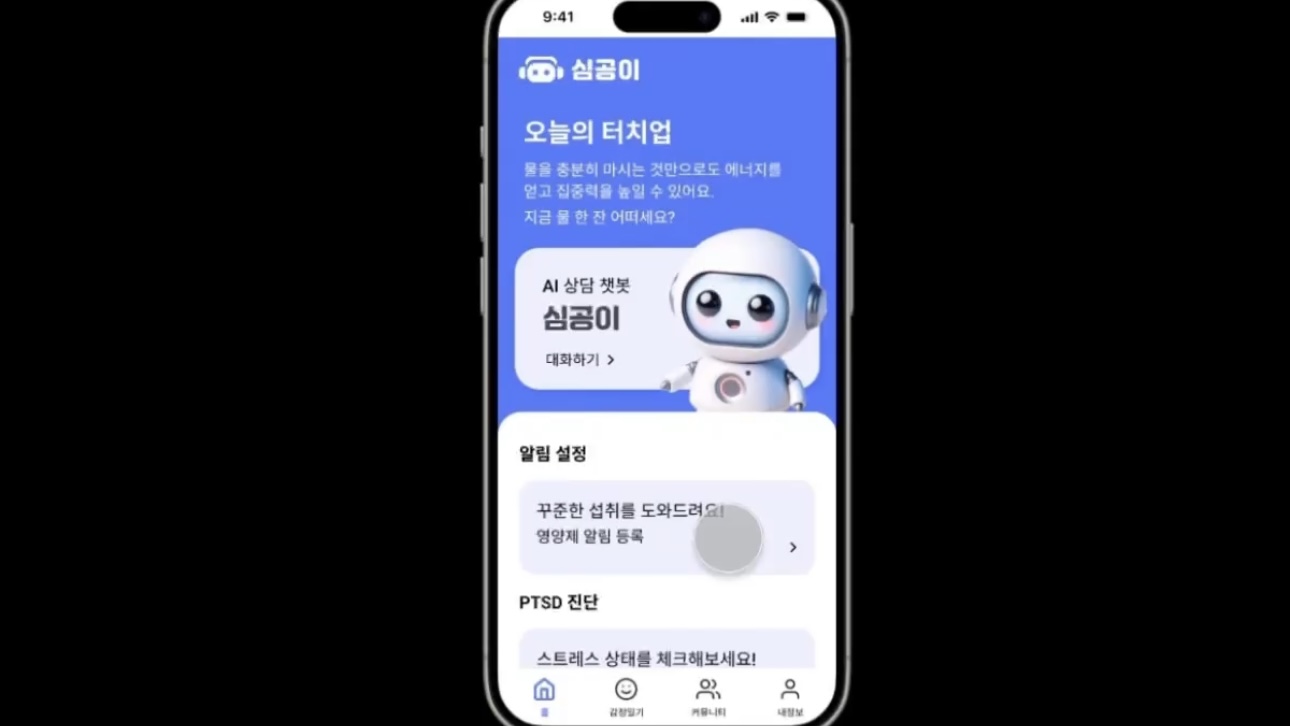 9:41
심공이
오늘의 터치업
물을 충분히 마시는 것만으로도 에너지를
얻고 집중력을 높일 수 있어요.
지금 물 한 잔 어떠세요?
AI 상담 챗봇
심공이
대화하기 >
알림 설정
꾸준한 섭취를 도와드려요!
영양제 알림 등록
>
PTSD 진단
스트레스 상태를 체크해보세요!
홈 감정일기 커뮤니티 내정보